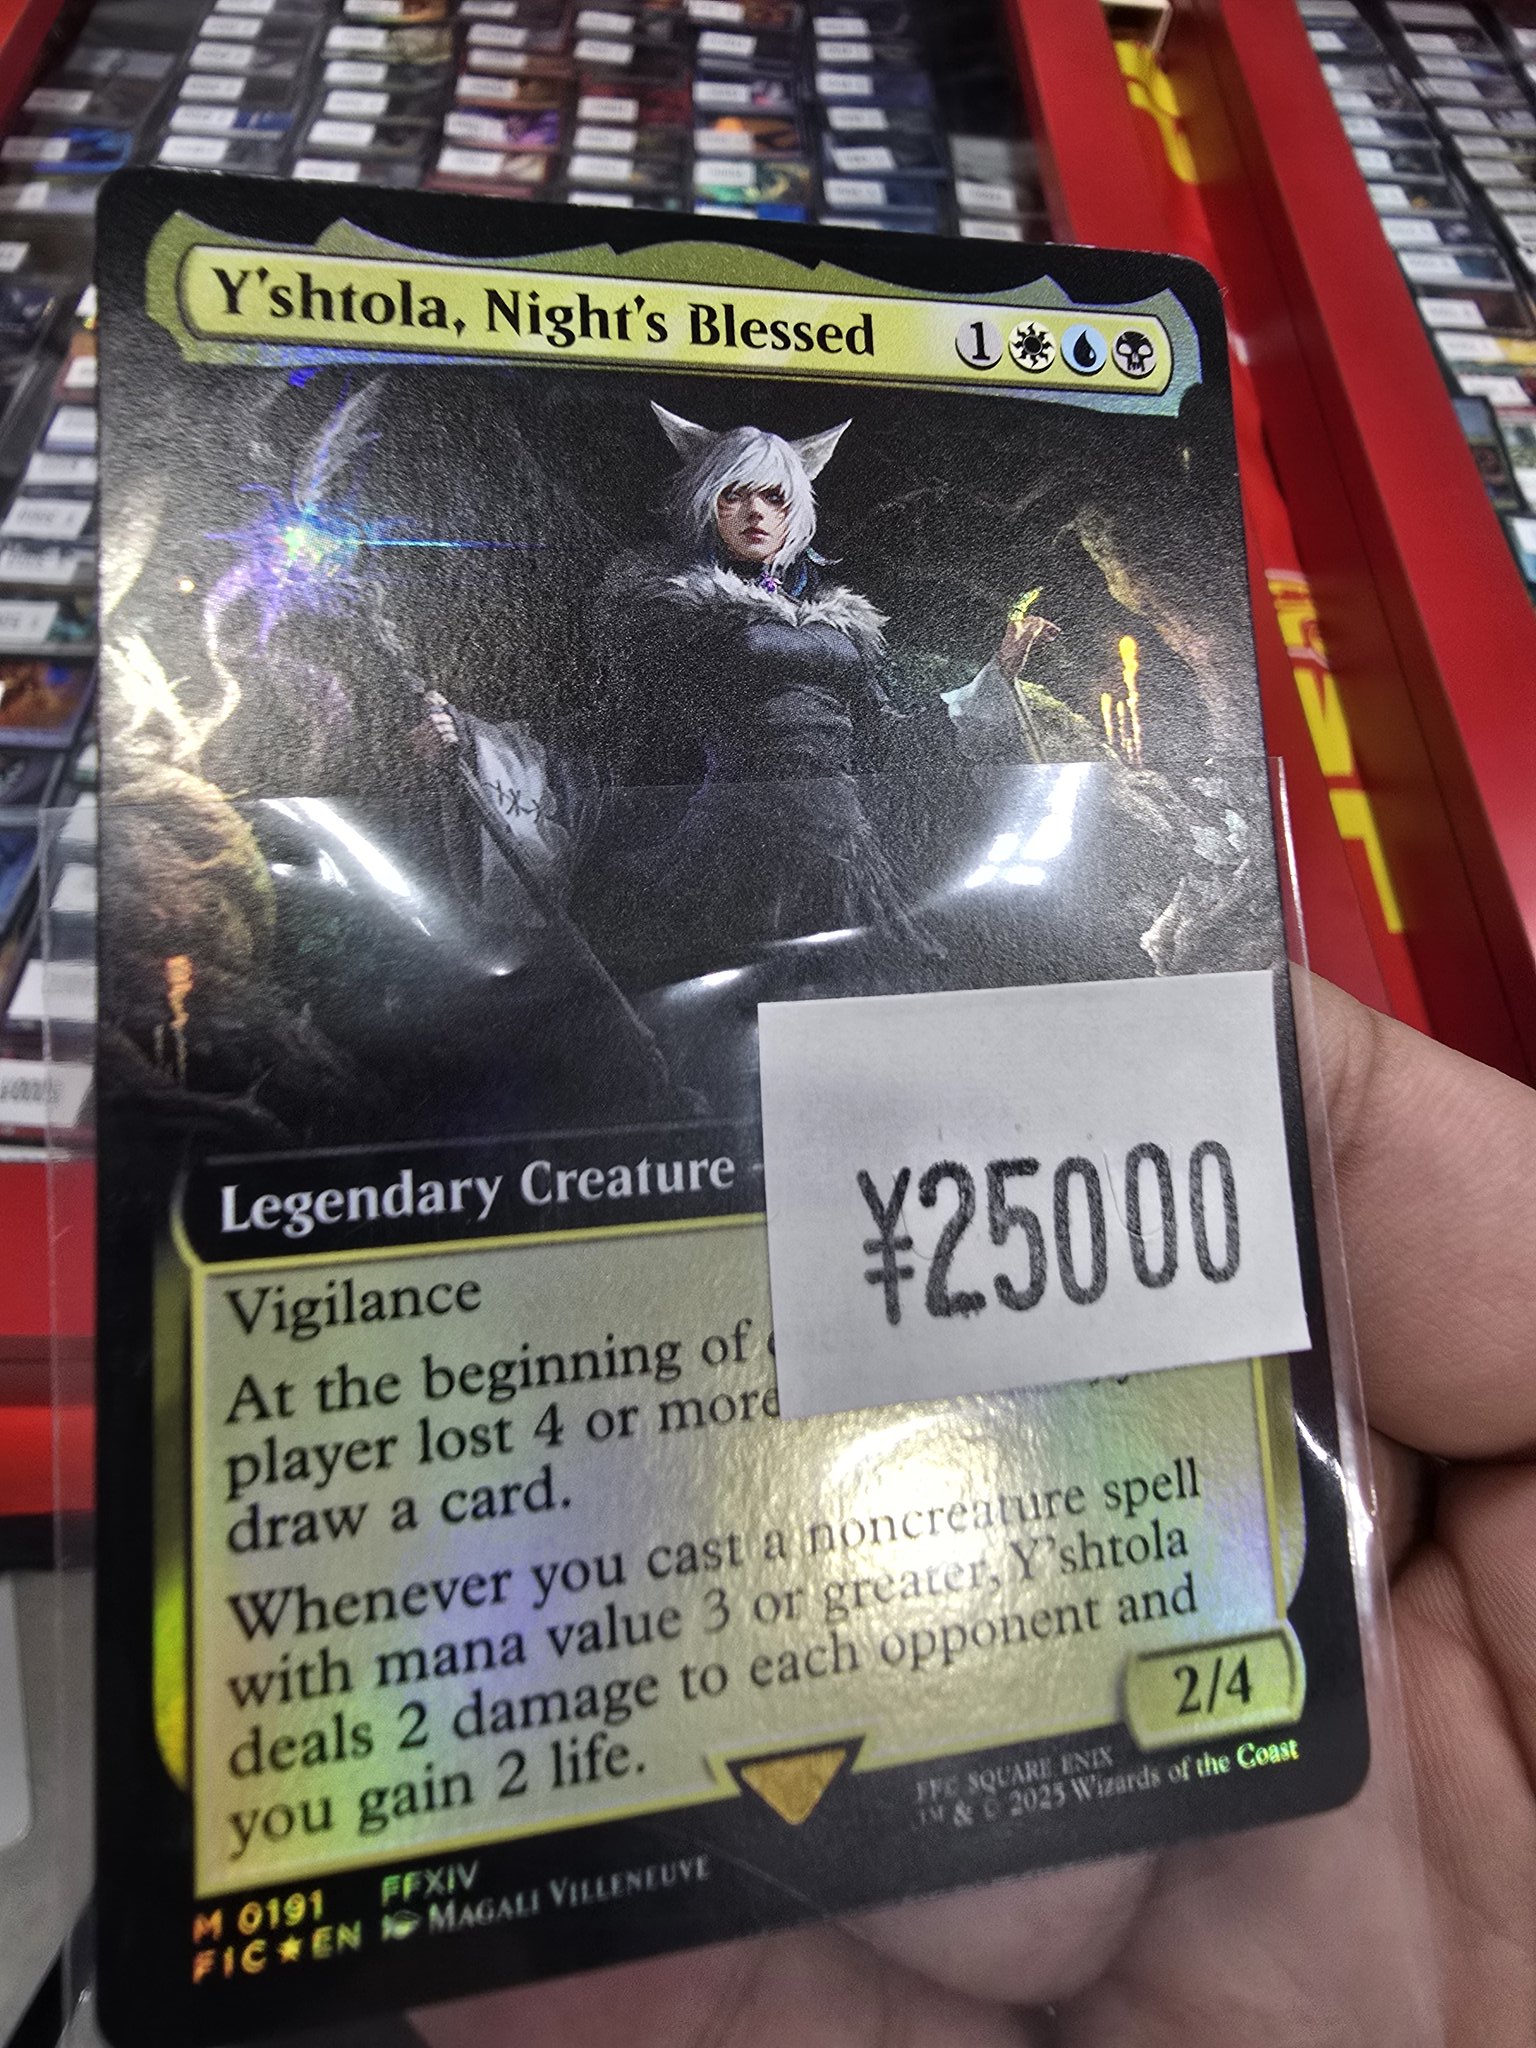 Y'shtola, Night's Blessed 1
Legendary Creature -
¥25000
Vigilance
At the beginning of
player lost 4 or more
draw a card.
Whenever you cast a noncreature spell
with mana value 3 or greater, Y'shtola
deals 2 damage to each opponent and
you gain 2 life.
2/4
M 0191 FFXIV
FIC★EN MAGALI VILLENEUVE
FFC SQUARE ENIX
™ & © 2025 Wizards of the Coast